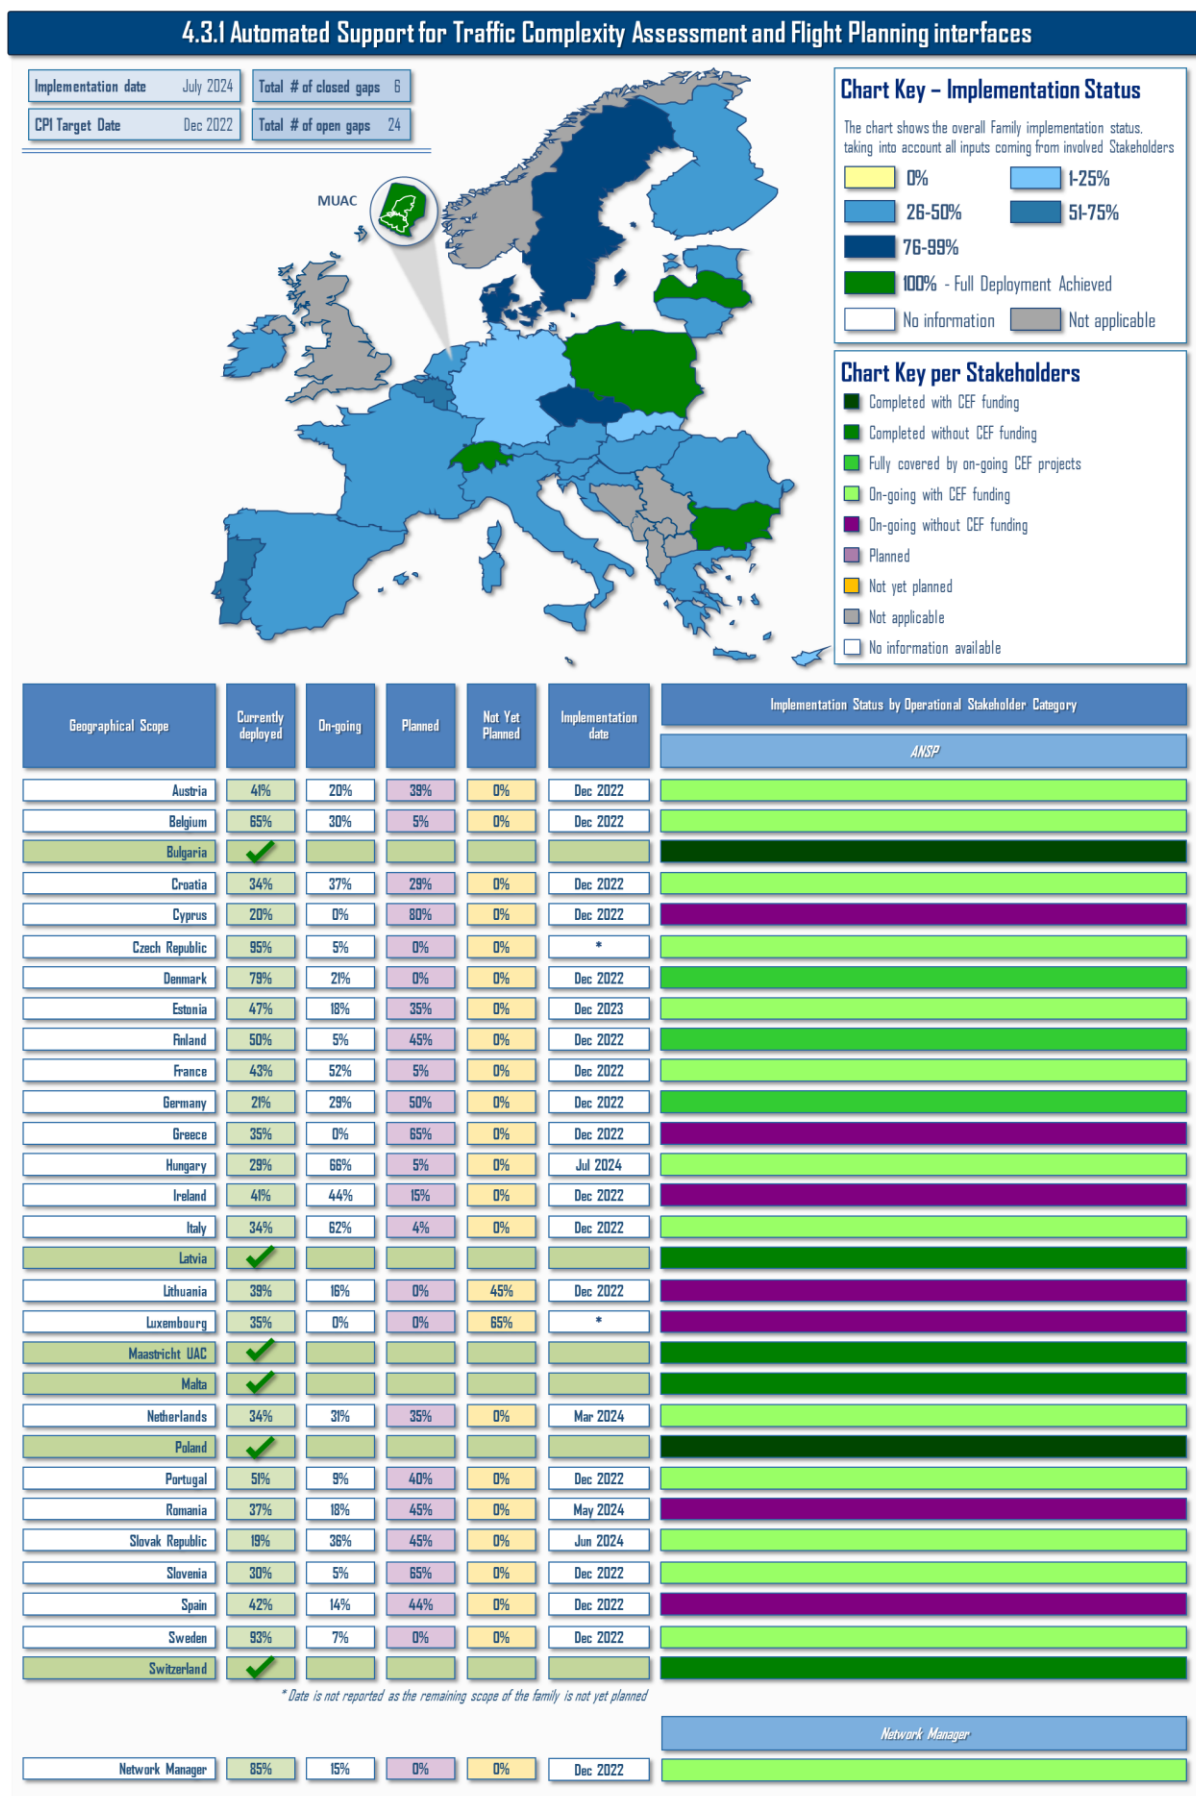 4.3.1 Automated Support for Traffic Complexity Assessment and Flight Planning interfaces
Implementation date July 2024
Total # of closed gaps 6
CP1 Target Date Dec 2022
Total # of open gaps 24
MUAC
Chart Key – Implementation Status
The chart shows the overall Family implementation status,
taking into account all inputs coming from involved Stakeholders
0% 1-25%
26-50% 51-75%
76-99%
100% - Full Deployment Achieved
No information Not applicable
Chart Key per Stakeholders
Completed with CEF funding
Completed without CEF funding
Fully covered by on-going CEF projects
On-going with CEF funding
On-going without CEF funding
Planned
Not yet planned
Not applicable
No information available
Geographical Scope
Currently
deployed
On-going
Planned
Not Yet
Planned
Implementation
date
Implementation Status by Operational Stakeholder Category
ANSP
Austria 41% 20% 39% 0% Dec 2022
Belgium 65% 30% 5% 0% Dec 2022
Bulgaria
Croatia 34% 37% 29% 0% Dec 2022
Cyprus 20% 0% 80% 0% Dec 2022
Czech Republic 95% 5% 0% 0% *
Denmark 79% 21% 0% 0% Dec 2022
Estonia 47% 18% 35% 0% Dec 2023
Finland 50% 5% 45% 0% Dec 2022
France 43% 52% 5% 0% Dec 2022
Germany 21% 29% 50% 0% Dec 2022
Greece 35% 0% 65% 0% Dec 2022
Hungary 29% 66% 5% 0% Jul 2024
Ireland 41% 44% 15% 0% Dec 2022
Italy 34% 62% 4% 0% Dec 2022
Latvia
Lithuania 39% 16% 0% 45% Dec 2022
Luxembourg 35% 0% 0% 65% *
Maastricht UAC
Malta
Netherlands 34% 31% 35% 0% Mar 2024
Poland
Portugal 51% 9% 40% 0% Dec 2022
Romania 37% 18% 45% 0% May 2024
Slovak Republic 19% 36% 45% 0% Jun 2024
Slovenia 30% 5% 65% 0% Dec 2022
Spain 42% 14% 44% 0% Dec 2022
Sweden 93% 7% 0% 0% Dec 2022
Switzerland
* Date is not reported as the remaining scope of the family is not yet planned
Network Manager
Network Manager 85% 15% 0% 0% Dec 2022